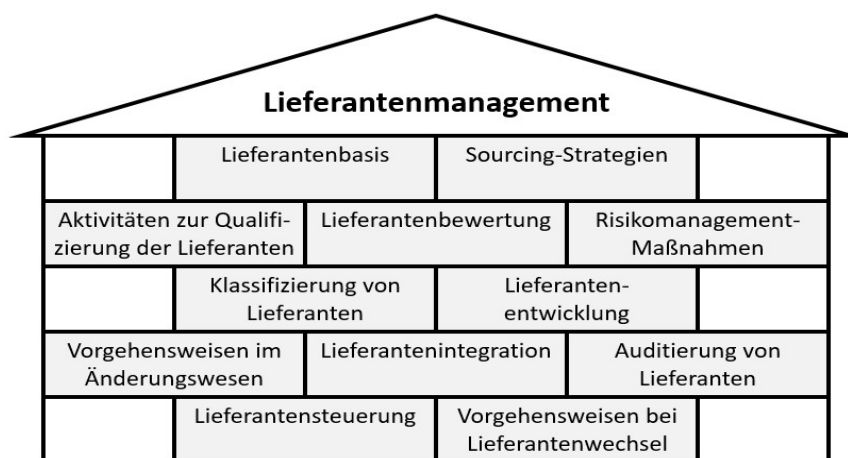 Lieferantenmanagement
Lieferantenbasis
Sourcing-Strategien
Aktivitäten zur Qualifi-
zierung der Lieferanten
Lieferantenbewertung
Risikomanagement-
Maßnahmen
Klassifizierung von
Lieferanten
Lieferanten-
entwicklung
Vorgehensweisen im
Änderungswesen
Lieferantenintegration
Auditierung von
Lieferanten
Lieferantensteuerung
Vorgehensweisen bei
Lieferantenwechsel